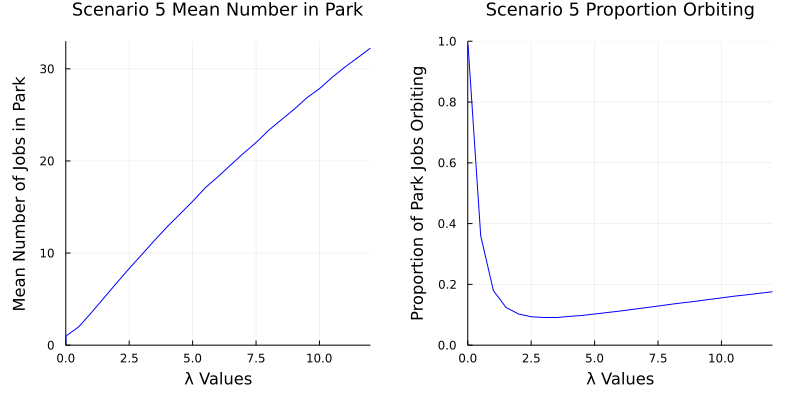 Scenario 5 Mean Number in Park
Mean Number of Jobs in Park
30
20
10
0
0.0 2.5 5.0 7.5 10.0
λ Values
Scenario 5 Proportion Orbiting
Proportion of Park Jobs Orbiting
1.0
0.8
0.6
0.4
0.2
0.0
0.0 2.5 5.0 7.5 10.0
λ Values